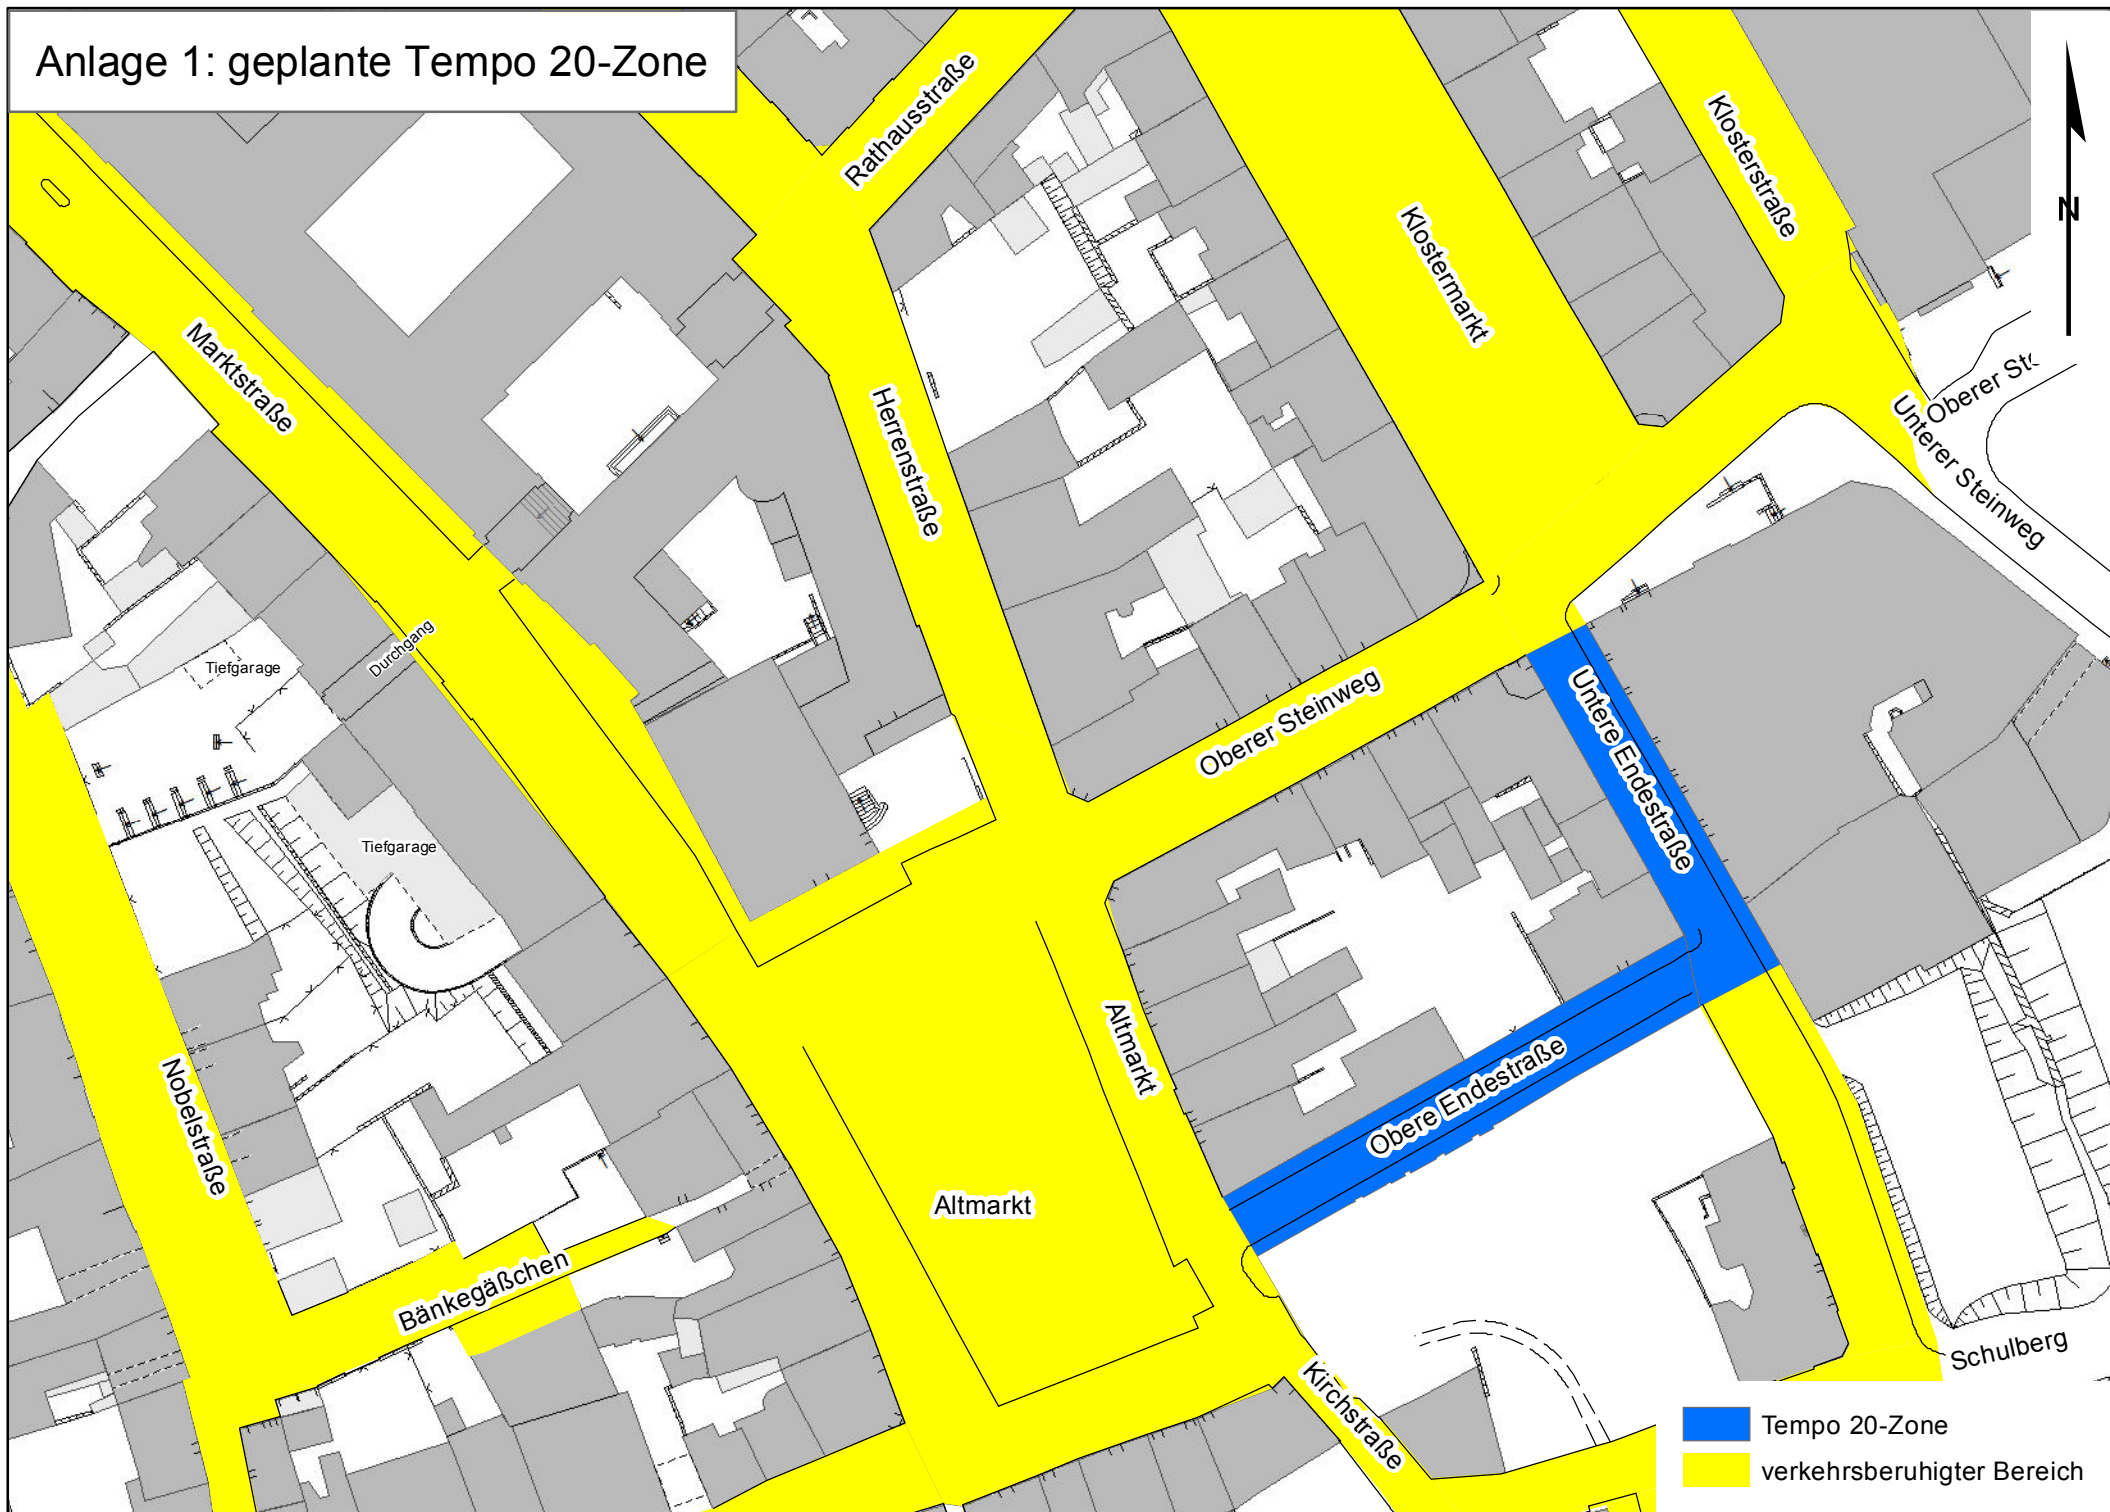 Anlage 1: geplante Tempo 20-Zone
Rathausstraße
Klosterstraße
N
Klostermarkt
Marktstraße
Herrenstraße
Oberer Ste
Unterer Steinweg
Durchgang
Tiefgarage
Oberer Steinweg
Untere Endestraße
Tiefgarage
Altmarkt
Obere Endestraße
Nobelstraße
Altmarkt
Bänkegäßchen
Kirchstraße
Schulberg
Tempo 20-Zone
verkehrsberuhigter Bereich